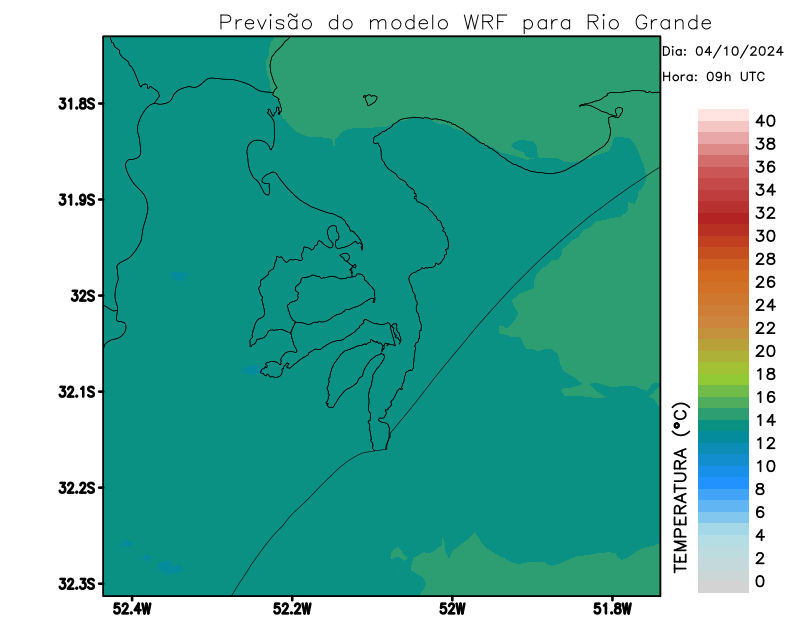 Previsão do modelo WRF para Rio Grande
Dia: 04/10/2024
Hora: 09h UTC
31.8S
31.9S
32S
32.1S
32.2S
32.3S
52.4W
52.2W
52W
51.8W
TEMPERATURA (°C)
40
38
36
34
32
30
28
26
24
22
20
18
16
14
12
10
8
6
4
2
0